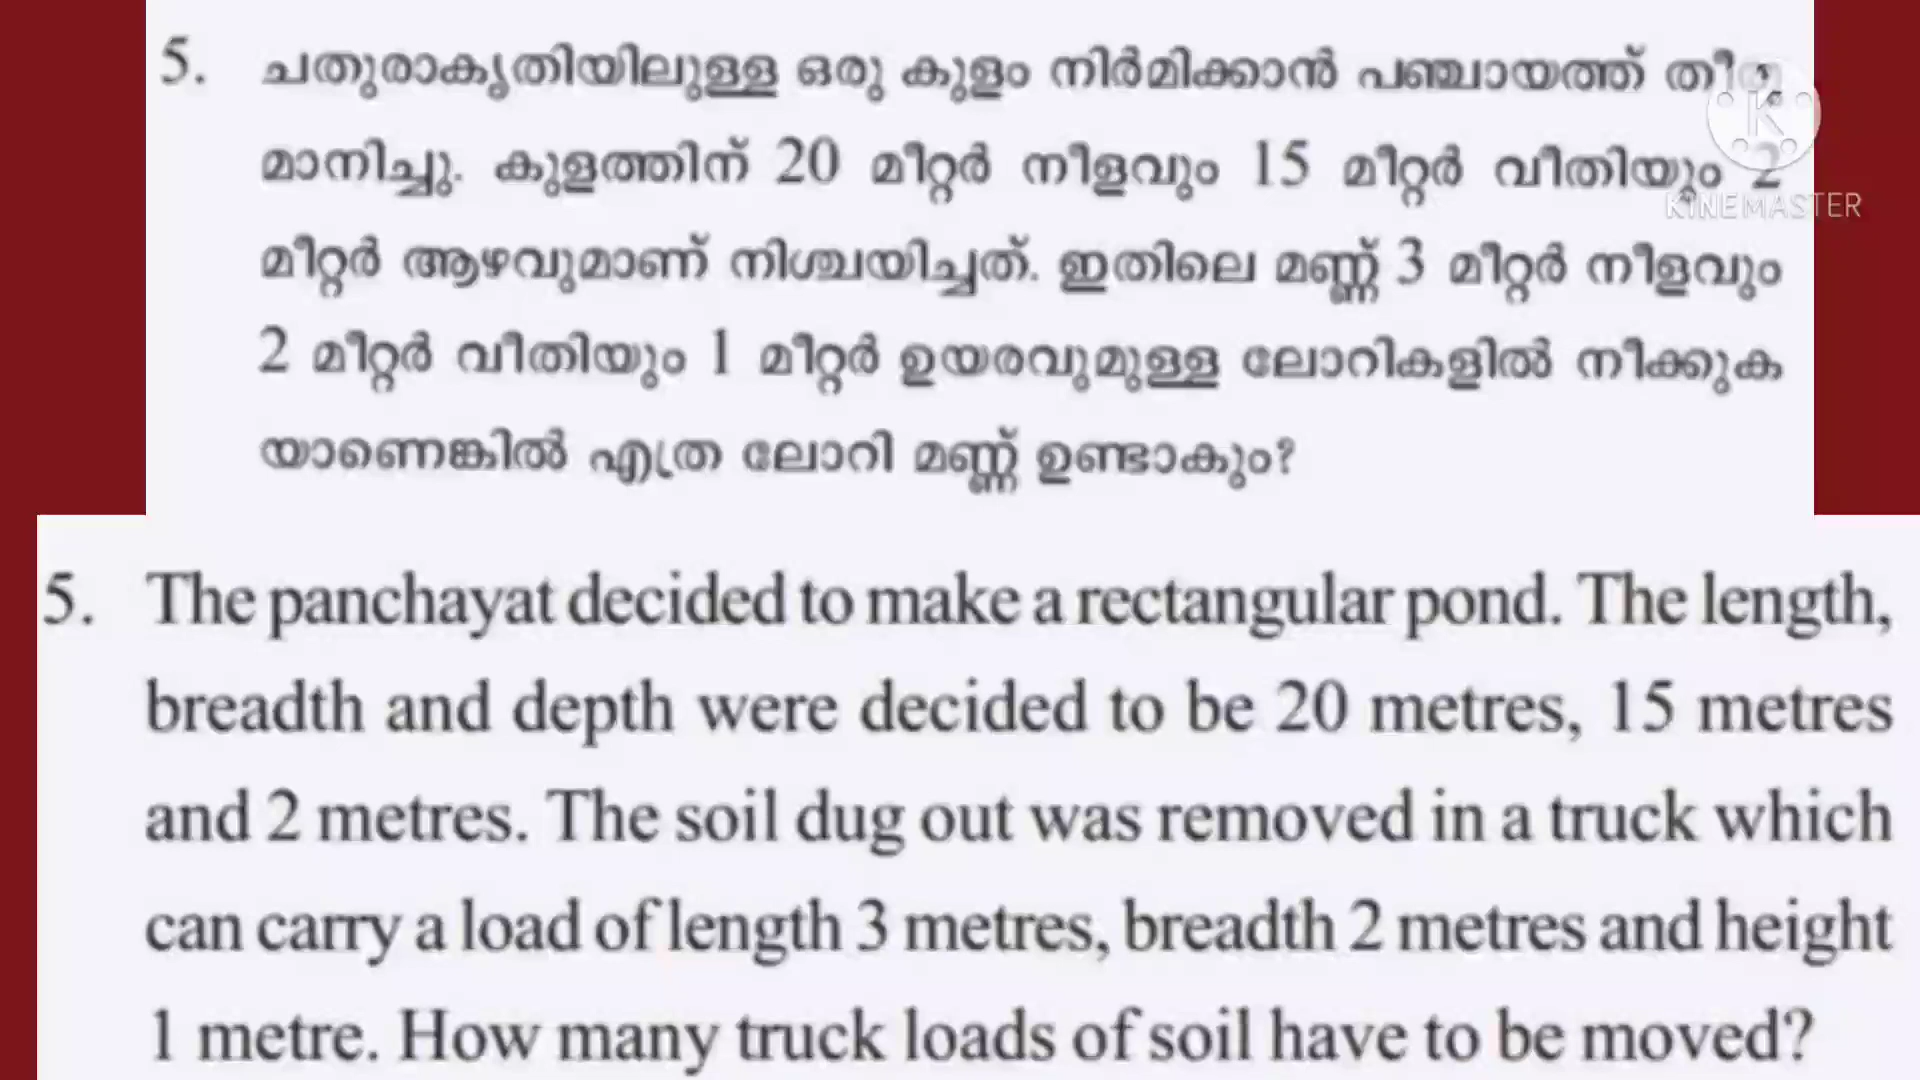 5. ചതുരാകൃതിയിലുള്ള ഒരു കുളം നിർമിക്കാൻ പഞ്ചായത്ത് തീരു
മാനിച്ചു. കുളത്തിന് 20 മീറ്റർ നീളവും 15 മീറ്റർ വീതിയും 2
മീറ്റർ ആഴവുമാണ് നിശ്ചയിച്ചത്. ഇതിലെ മണ്ണ് 3 മീറ്റർ നീളവും
2 മീറ്റർ വീതിയും 1 മീറ്റർ ഉയരവുമുള്ള ലോറികളിൽ നീക്കുക
യാണെങ്കിൽ എത്ര ലോറി മണ്ണ് ഉണ്ടാകും?
K
KINEMASTER
5. The panchayat decided to make a rectangular pond. The length,
breadth and depth were decided to be 20 metres, 15 metres
and 2 metres. The soil dug out was removed in a truck which
can carry a load of length 3 metres, breadth 2 metres and height
1 metre. How many truck loads of soil have to be moved?